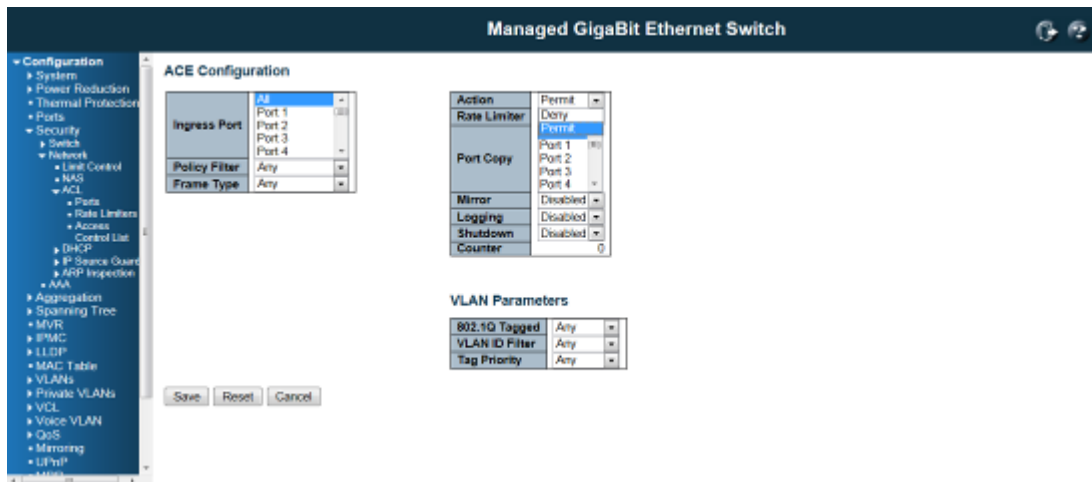 Managed GigaBit Ethernet Switch
Configuration
System
Power Reduction
Thermal Protection
Ports
Security
Switch
Network
Limit Control
NAS
ACL
Ports
Rate Limiters
Access
Control List
DHCP
IP Source Guard
ARP Inspection
AAA
Aggregation
Spanning Tree
MVR
IPMC
LLDP
MAC Table
VLANs
Private VLANs
VCL
Voice VLAN
QoS
Mirroring
UPnP
ACE Configuration
Ingress Port
All
Port 1
Port 2
Port 3
Port 4
Policy Filter Any
Frame Type Any
Action Permit
Rate Limiter Deny
Permit
Port Copy
Port 1
Port 2
Port 3
Port 4
Mirror Disabled
Logging Disabled
Shutdown Disabled
Counter 0
VLAN Parameters
802.1Q Tagged Any
VLAN ID Filter Any
Tag Priority Any
Save Reset Cancel